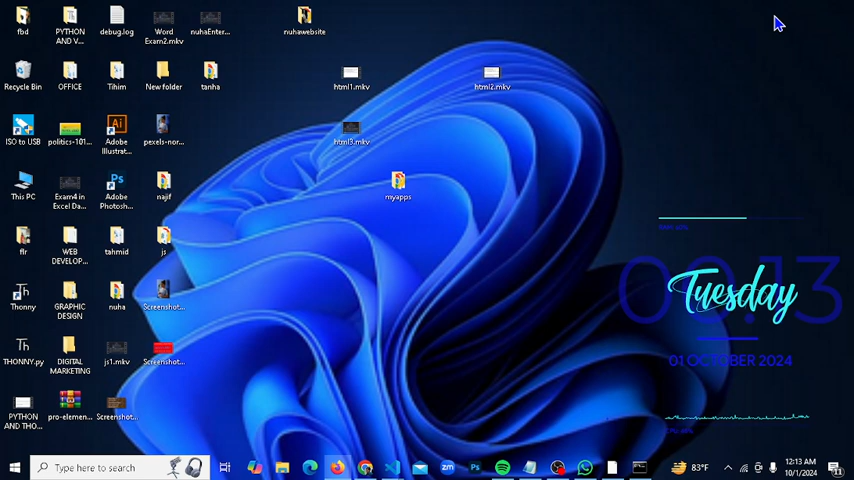 fbd
PYTHON
AND V...
debug.log
Word
Exam2.mkv
nuhaEnter...
nuhawebsite
Recycle Bin
OFFICE
Tihim
New folder
tanha
html1.mkv
html2.mkv
ISO to USB
politics-101...
Adobe
Illustrat...
pexels-nor...
html3.mkv
This PC
Exam4 in
Excel Da...
Adobe
Photosh...
najif
myapps
flr
WEB
DEVELOP...
tahmid
js
Thonny
GRAPHIC
DESIGN
nuha
Screenshot...
THONNY.py
DIGITAL
MARKETING
js1.mkv
Screenshot...
PYTHON
AND THO...
pro-elemen...
Screenshot...
00:13
Tuesday
01 OCTOBER 2024
Type here to search
83°F
12:13 AM
10/1/2024
11